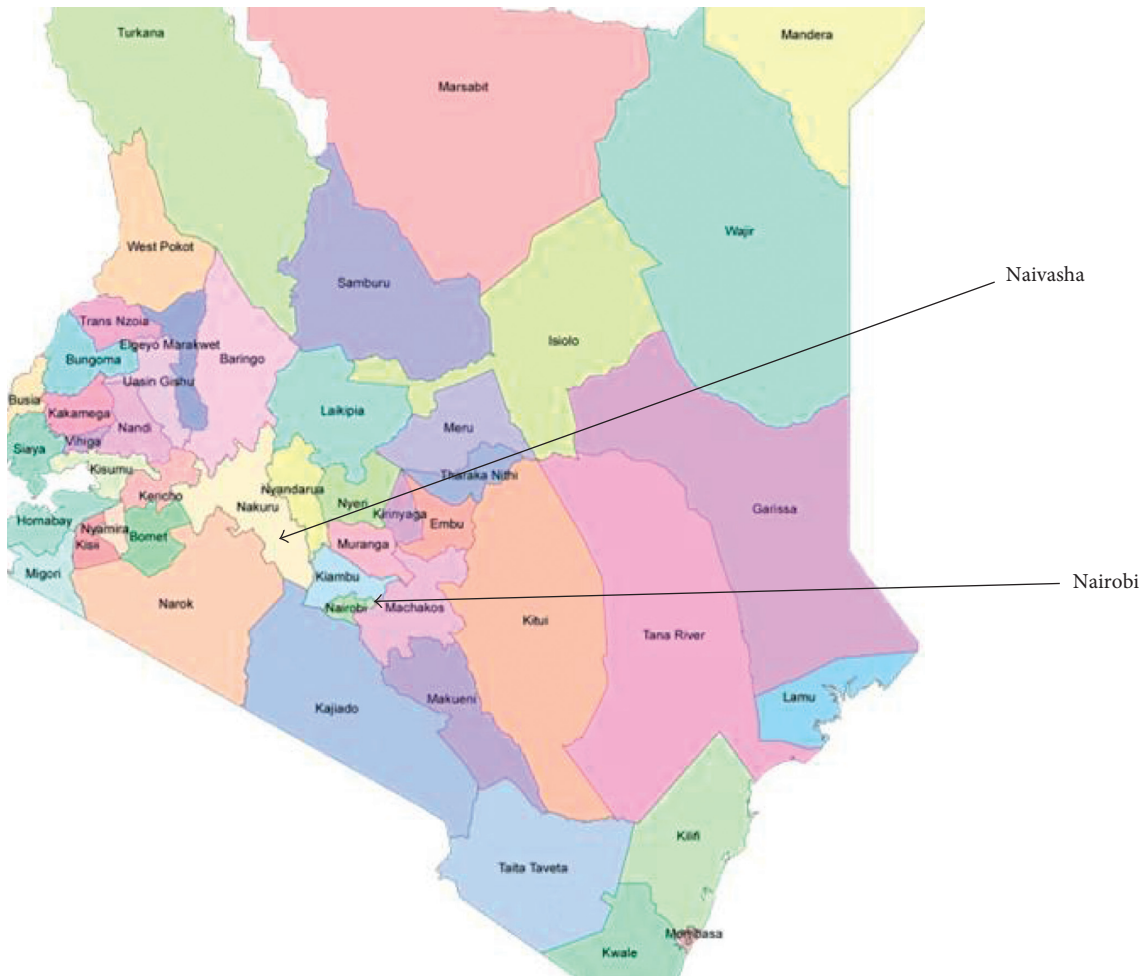 Turkana
Mandera
Marsabit
Wajir
West Pokot
Naivasha
Samburu
Trans Nzoia
Isiolo
Elgeyo Marakwet
Bungoma
Baringo
Uasin Gishu
Busia
Laikipia
Kakamega
Nandi
Meru
Vihiga
Siaya
Kisumu
Tharaka Nithi
Nyandarua
Kericho
Nyeri
Nakuru
Garissa
Kirinyaga
Homabay
Nyamira
Embu
Bomet
Muranga
Kisii
Migori
Kiambu
Nairobi
Narok
Nairobi
Machakos
Kitui
Tana River
Lamu
Makueni
Kajiado
Kilifi
Taita Taveta
Mombasa
Kwale